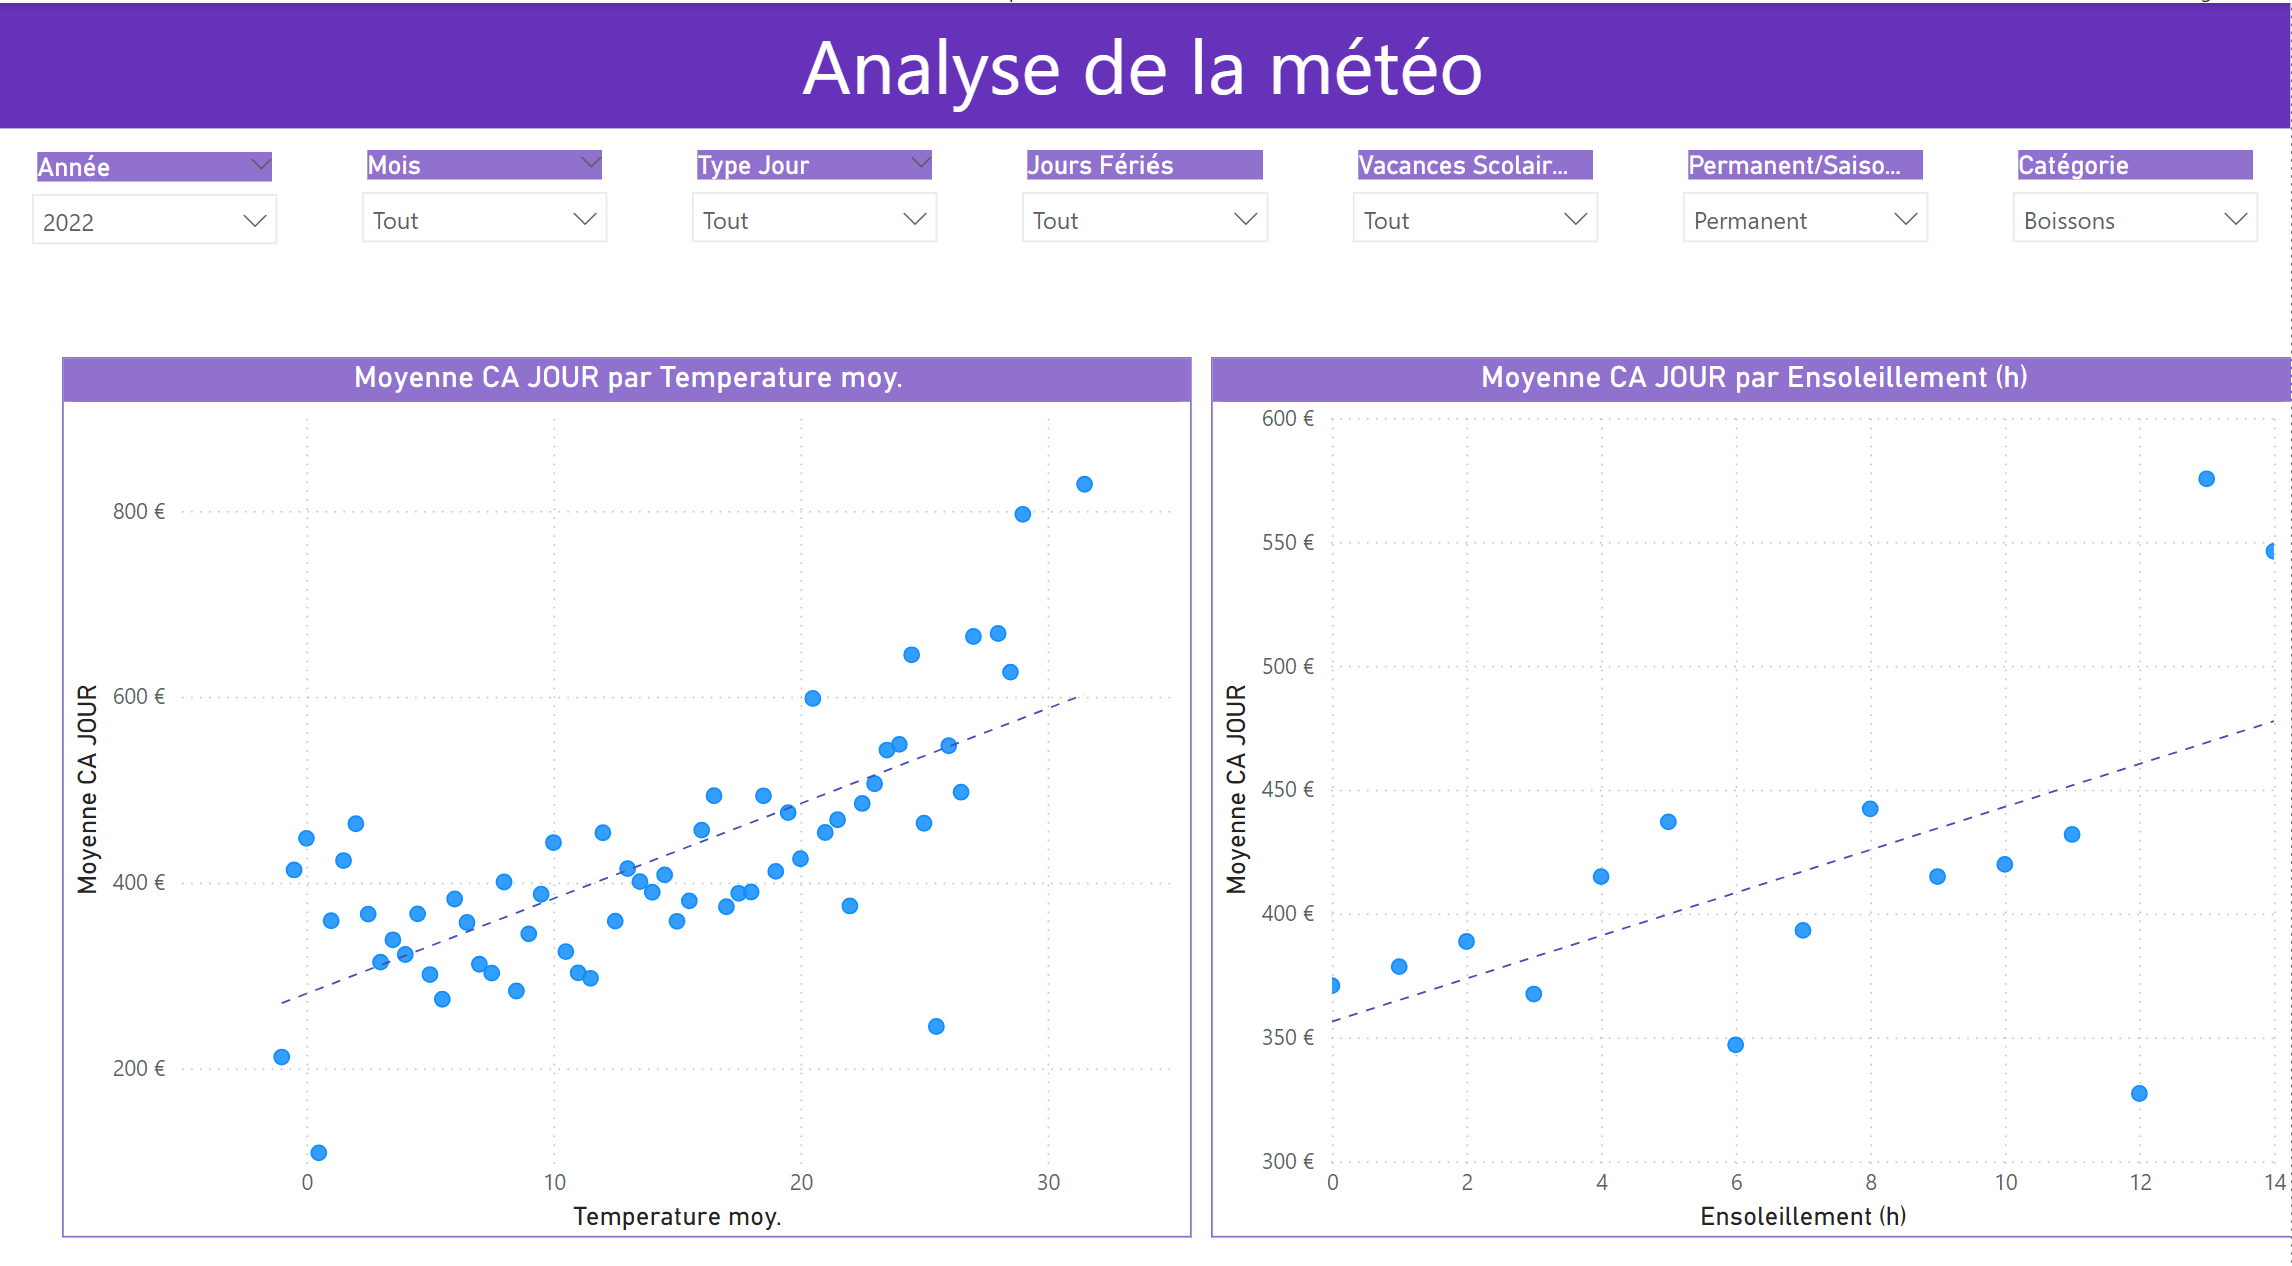 Analyse de la météo
Année
Mois
Type Jour
Jours Fériés
Vacances Scolair...
Permanent/Saiso...
Catégorie
2022
Tout
Tout
Tout
Tout
Permanent
Boissons
Moyenne CA JOUR par Temperature moy.
Moyenne CA JOUR
800 €
600 €
400 €
200 €
0 10 20 30
Temperature moy.
Moyenne CA JOUR par Ensoleillement (h)
Moyenne CA JOUR
600 €
550 €
500 €
450 €
400 €
350 €
300 €
0 2 4 6 8 10 12 14
Ensoleillement (h)